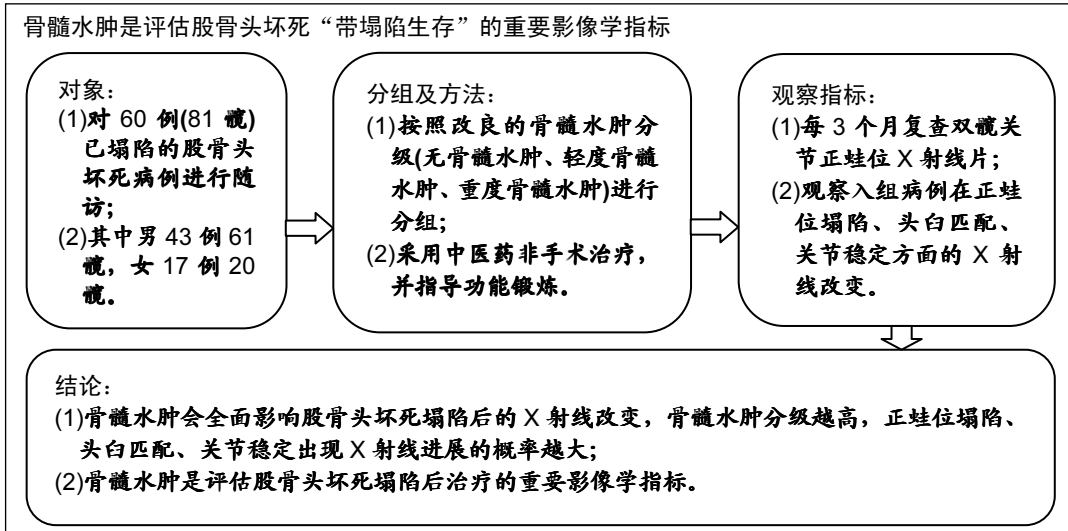 骨髓水肿是评估股骨头坏死“带塌陷生存”的重要影像学指标
对象：
(1)对 60 例(81 髋)
已塌陷的股骨头
坏死病例进行随
访；
(2)其中男 43 例 61
髋，女 17 例 20
髋。
分组及方法：
(1)按照改良的骨髓水肿分
级(无骨髓水肿、轻度骨髓
水肿、重度骨髓水肿)进行
分组；
(2)采用中医药非手术治疗，
并指导功能锻炼。
观察指标：
(1)每 3 个月复查双髋关
节正蛙位 X 射线片；
(2)观察入组病例在正蛙
位塌陷、头臼匹配、
关节稳定方面的 X 射
线改变。
结论：
(1)骨髓水肿会全面影响股骨头坏死塌陷后的 X 射线改变，骨髓水肿分级越高，正蛙位塌陷、
头臼匹配、关节稳定出现 X 射线进展的概率越大；
(2)骨髓水肿是评估股骨头坏死塌陷后治疗的重要影像学指标。